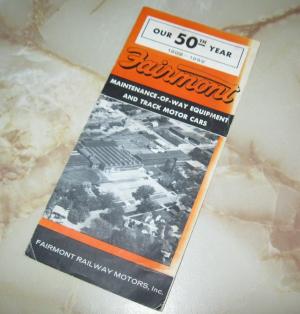 OUR 50TH YEAR
1909-1959
Fairmont
MAINTENANCE-OF-WAY EQUIPMENT
AND TRACK MOTOR CARS
FAIRMONT RAILWAY MOTORS, Inc.